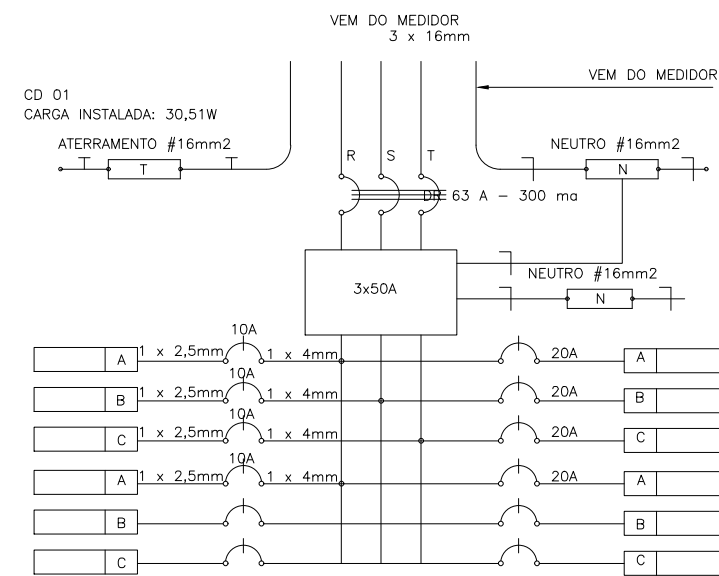 VEM DO MEDIDOR
3 x 16mm
VEM DO MEDIDOR
CD 01
CARGA INSTALADA: 30,51W
ATERRAMENTO #16mm2
T
R S T
NEUTRO #16mm2
N
DR 63 A - 300 ma
3x50A
NEUTRO #16mm2
N
A 1 x 2,5mm 10A 1 x 4mm 20A A
B 1 x 2,5mm 10A 1 x 4mm 20A B
C 1 x 2,5mm 10A 1 x 4mm 20A C
A 1 x 2,5mm 10A 1 x 4mm 20A A
B B
C C